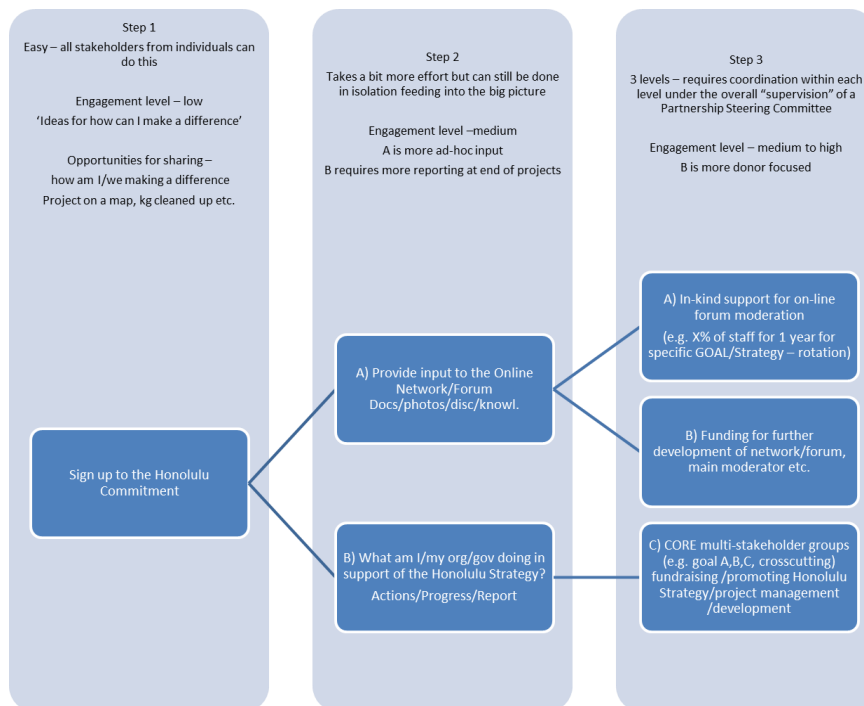 Step 1
Easy – all stakeholders from individuals can
do this
Engagement level – low
‘Ideas for how can I make a difference’
Opportunities for sharing –
how am I/we making a difference
Project on a map, kg cleaned up etc.
Sign up to the Honolulu
Commitment
Step 2
Takes a bit more effort but can still be done
in isolation feeding into the big picture
Engagement level –medium
A is more ad-hoc input
B requires more reporting at end of projects
A) Provide input to the Online
Network/Forum
Docs/photos/disc/knowl.
B) What am I/my org/gov doing in
support of the Honolulu Strategy?
Actions/Progress/Report
Step 3
3 levels – requires coordination within each
level under the overall “supervision” of a
Partnership Steering Committee
Engagement level – medium to high
B is more donor focused
A) In-kind support for on-line
forum moderation
(e.g. X% of staff for 1 year for
specific GOAL/Strategy – rotation)
B) Funding for further
development of network/forum,
main moderator etc.
C) CORE multi-stakeholder groups
(e.g. goal A,B,C, crosscutting)
fundraising /promoting Honolulu
Strategy/project management
/development